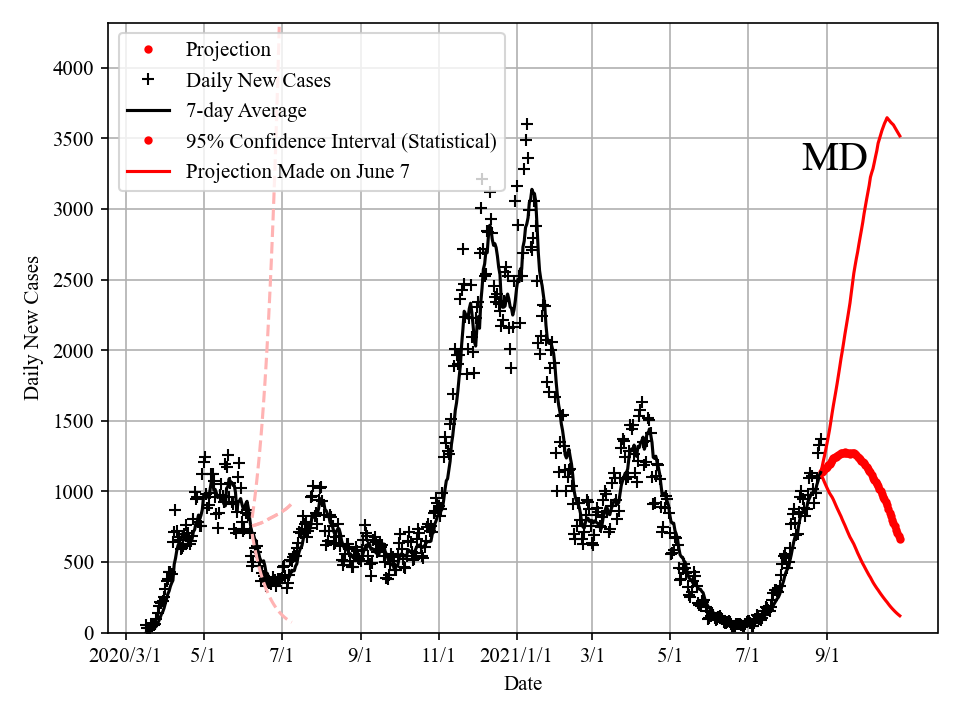 Projection
Daily New Cases
7-day Average
95% Confidence Interval (Statistical)
Projection Made on June 7
MD
4000
3500
3000
2500
2000
1500
1000
500
0
Daily New Cases
2020/3/1 5/1 7/1 9/1 11/1 2021/1/1 3/1 5/1 7/1 9/1
Date